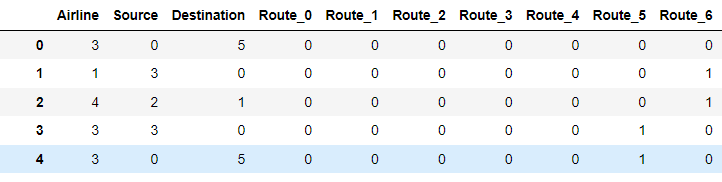 Airline Source Destination Route_0 Route_1 Route_2 Route_3 Route_4 Route_5 Route_6
0 3 0 5 0 0 0 0 0 0 0
1 1 3 0 0 0 0 0 0 0 1
2 4 2 1 0 0 0 0 0 0 1
3 3 3 0 0 0 0 0 0 1 0
4 3 0 5 0 0 0 0 0 1 0